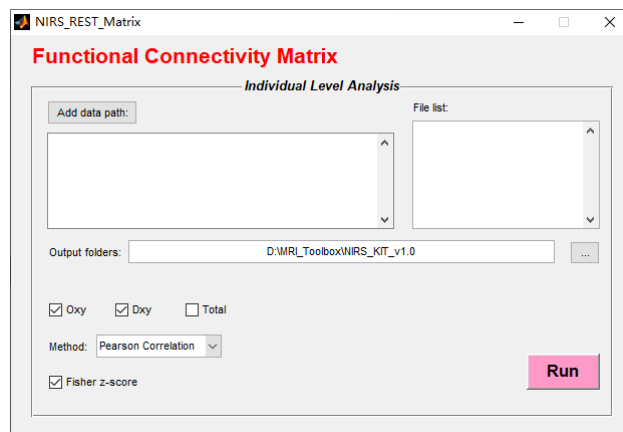 NIRS_REST_Matrix
Functional Connectivity Matrix
Individual Level Analysis
Add data path:
File list:
Output folders: D:\MRI_Toolbox\NIRS_KIT_v1.0 ...
Oxy Dxy Total
Method: Pearson Correlation
Fisher z-score
Run